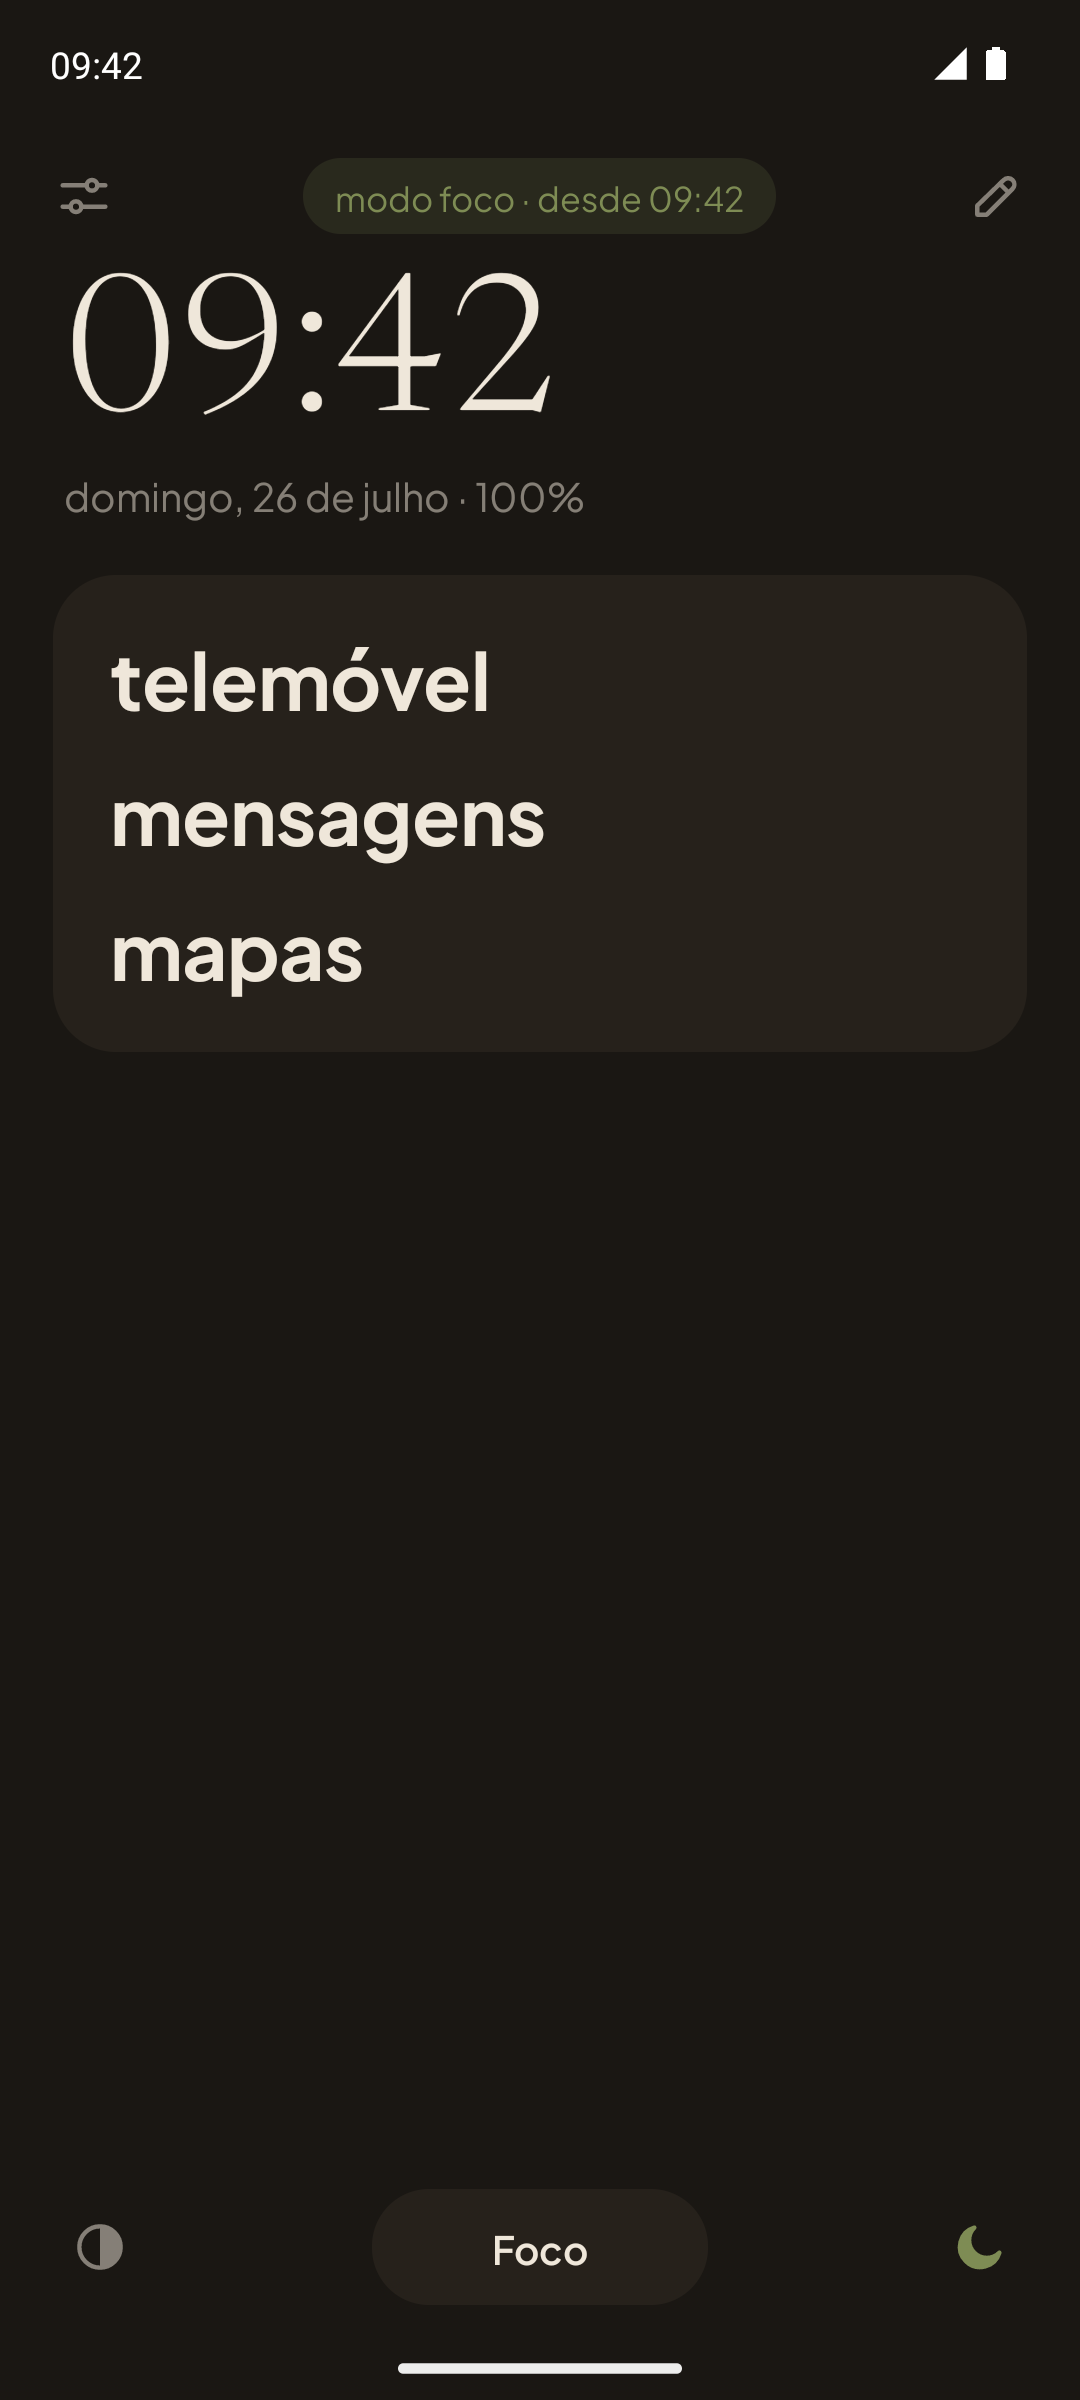 09:42
modo foco · desde 09:42
09:42
domingo, 26 de julho · 100%
telemóvel
mensagens
mapas
Foco